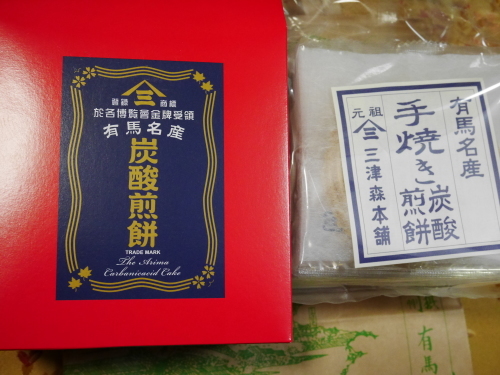 三
登録 商標
於各博覧會金牌受領
有馬名産
炭酸煎餅
TRADE MARK
The Arima
Carbonicacid Cake
有馬名産
手焼き炭酸煎餅
元祖 三 三津森本舗
有馬